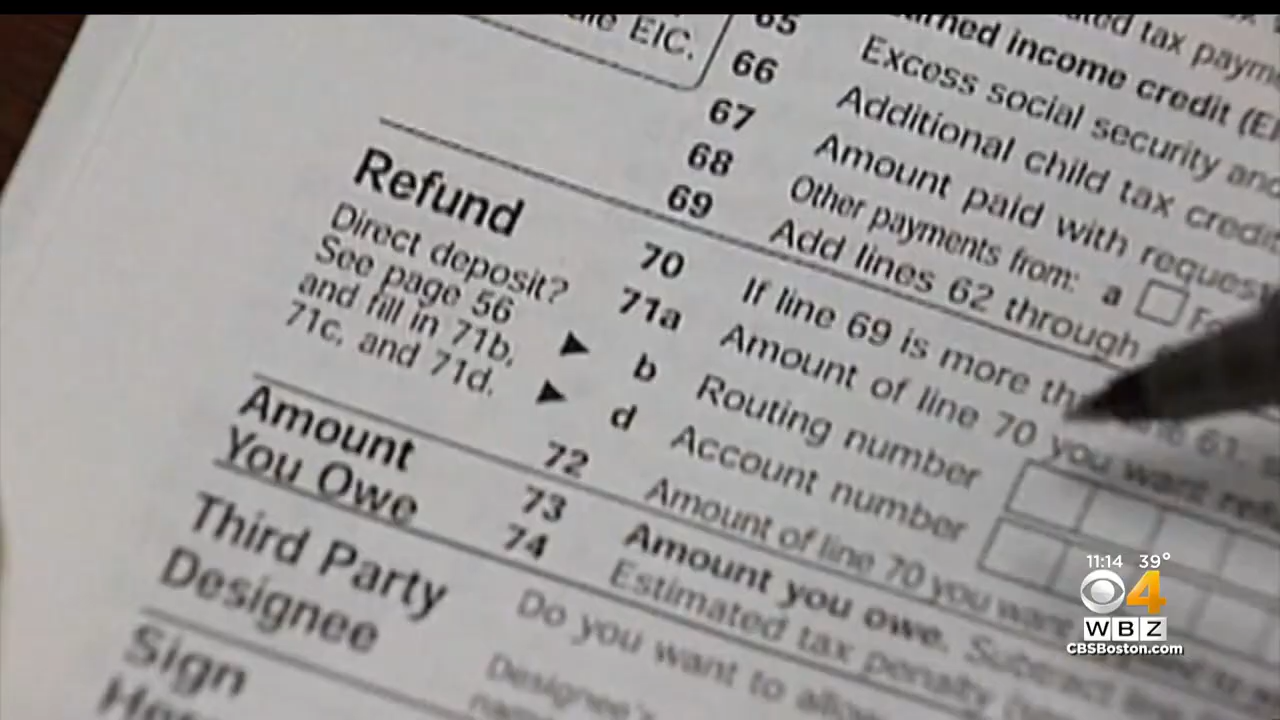 EIC.
65
66
67
68
69
tax
income credit
Excess social security and
Additional child tax credit
Amount paid with request
Other payments from: a
Add lines 62 through
Refund
Direct deposit?
See page 56
and fill in 71b,
71c, and 71d.
70 If line 69 is more
71a Amount of line 70 you want
b Routing number
d Account number
72 Amount of line 70 you want
Amount
You Owe
73 Amount you owe. Subtract line
74 Estimated tax penalty
Third Party
Designee
Do you want to allow
Designee's
Sign
11:14 39°
4
WBZ
CBSBoston.com